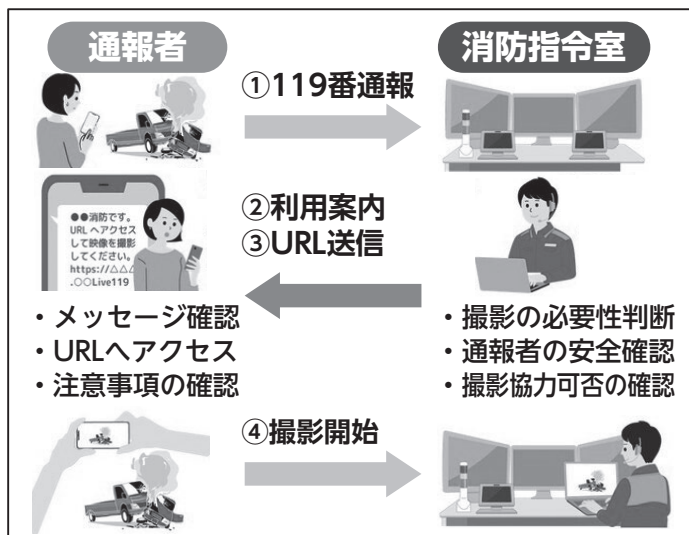 通報者
消防指令室
①119番通報
●●消防です。
URL へアクセス
して映像を撮影
してください。
https://△△△
.○○Live119
②利用案内
③URL送信
・メッセージ確認
・URLへアクセス
・注意事項の確認
・撮影の必要性判断
・通報者の安全確認
・撮影協力可否の確認
④撮影開始